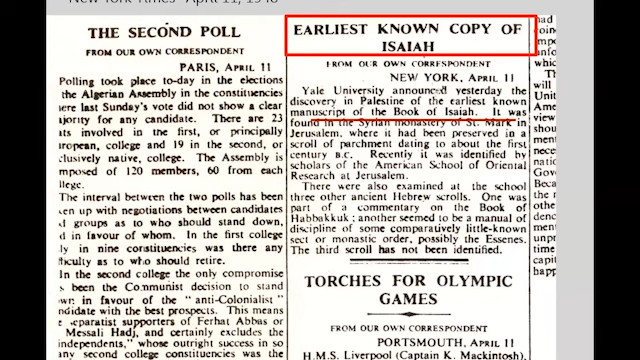 New York Times
THE SECOND POLL
FROM OUR OWN CORRESPONDENT
PARIS, APRIL 11
Polling took place to-day in the elections
the Algerian Assembly in the constituencies
last Sunday's vote did not show a clear
for any candidate. There are 23
involved in the first, or principally
college and 19 in the second, or
native, college. The Assembly is
of 120 members, 60 from each
The interval between the two polls has been
up with negotiations between candidates
groups as to who should stand down,
in favour of whom. In the first college
in nine constituencies was there any
as to who should retire.
In the second college the only compromise
been the Communist decision to stand
in favour of the "anti-Colonialist"
with the best prospects. This means
separatist supporters of Ferhat Abbas or
Messali Hadj, and certainly excludes the
independents," whose outright success in so
any second college constituencies was the
EARLIEST KNOWN COPY OF
ISAIAH
FROM OUR OWN CORRESPONDENT
NEW YORK, APRIL 11
Yale University announced yesterday the
discovery in Palestine of the earliest known
manuscript of the Book of Isaiah. It was
found in the Syrian monastery of St. Mark in
Jerusalem, where it had been preserved in a
scroll of parchment dating to about the first
century B.C. Recently it was identified by
scholars of the American School of Oriental
Research at Jerusalem.
There were also examined at the school
three other ancient Hebrew scrolls. One was
part of a commentary on the Book of
Habbakkuk; another seemed to be a manual of
discipline of some comparatively little-known
sect or monastic order, possibly the Essenes.
The third scroll has not been identified.
TORCHES FOR OLYMPIC
GAMES
FROM OUR OWN CORRESPONDENT
PORTSMOUTH, APRIL 11
H.M.S. Liverpool (Captain K. Mackintosh),